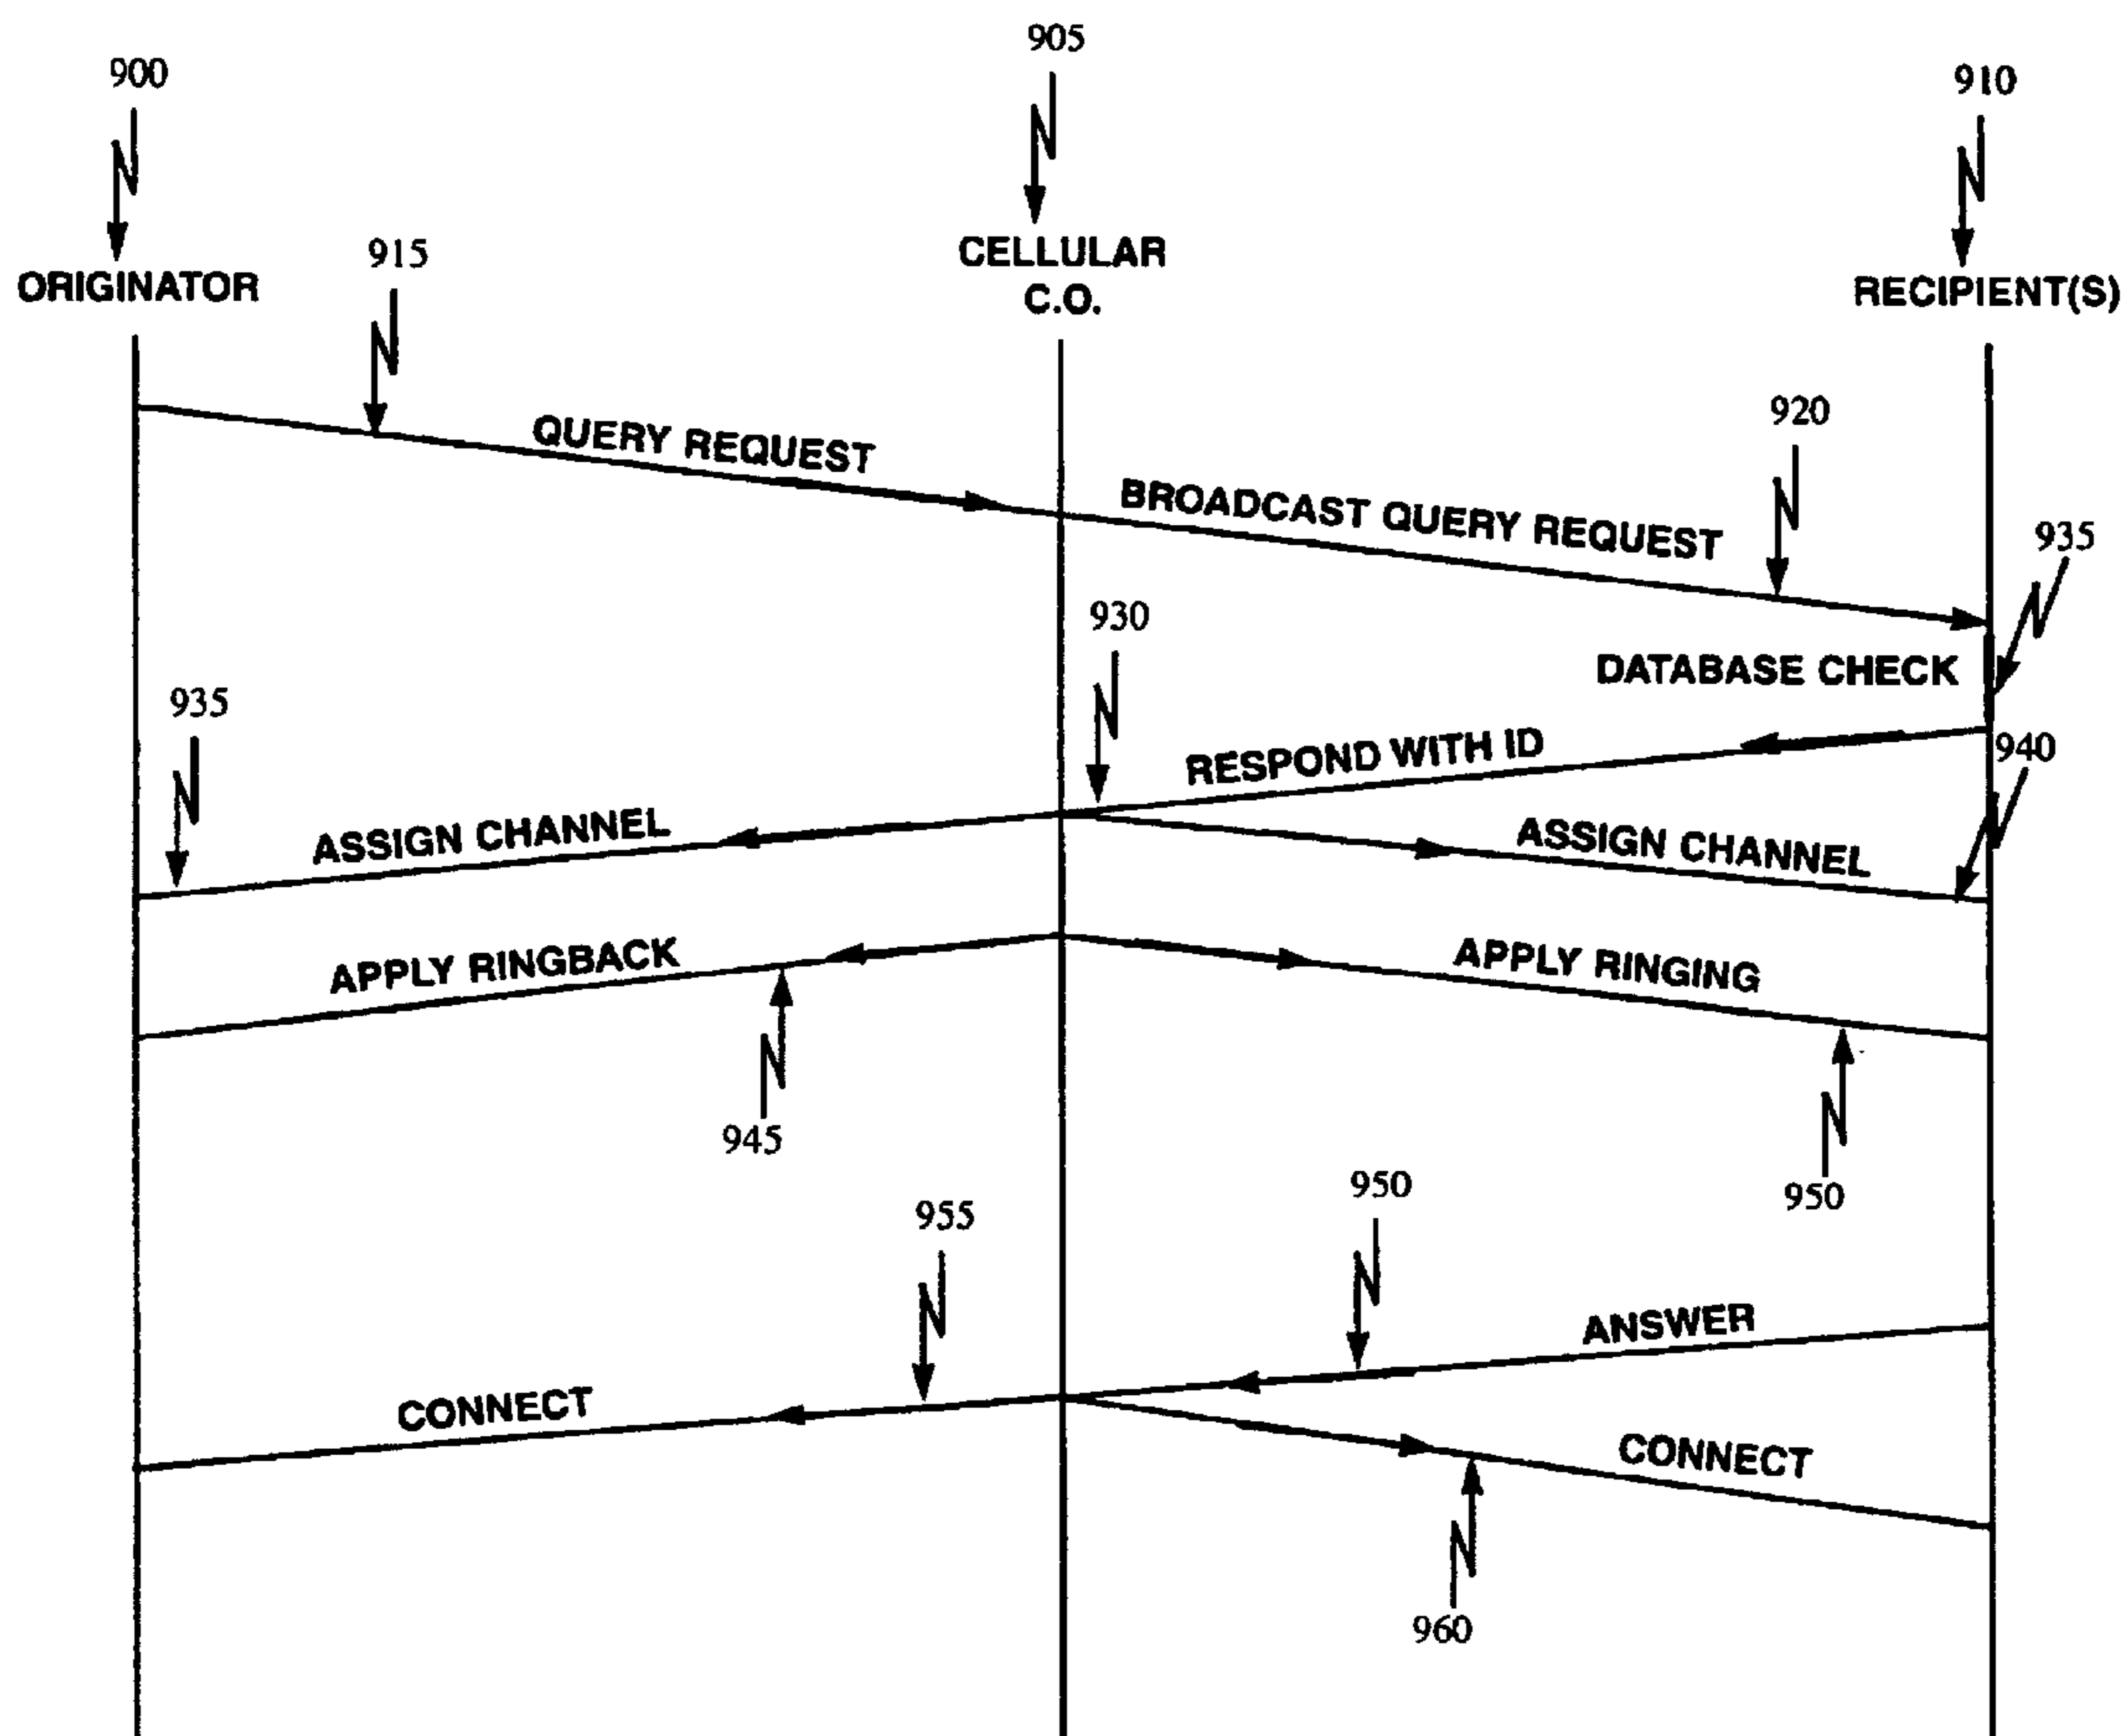 905
900
910
915
CELLULAR
C.O.
ORIGINATOR
RECIPIENT(S)
920
QUERY REQUEST
BROADCAST QUERY REQUEST
935
930
DATABASE CHECK
935
RESPOND WITH ID
940
ASSIGN CHANNEL
ASSIGN CHANNEL
APPLY RINGBACK
APPLY RINGING
945
950
950
955
ANSWER
CONNECT
CONNECT
960